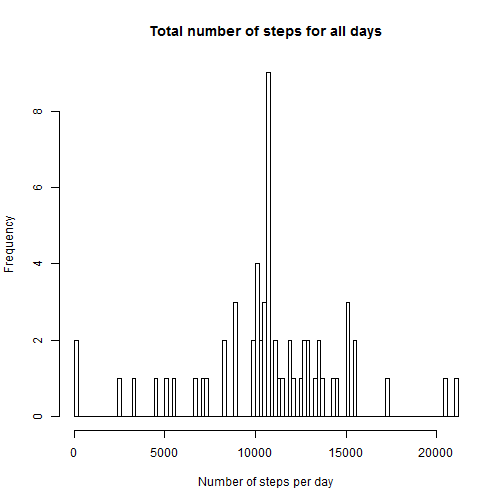 Total number of steps for all days
Frequency
8
6
4
2
0
0 5000 10000 15000 20000
Number of steps per day